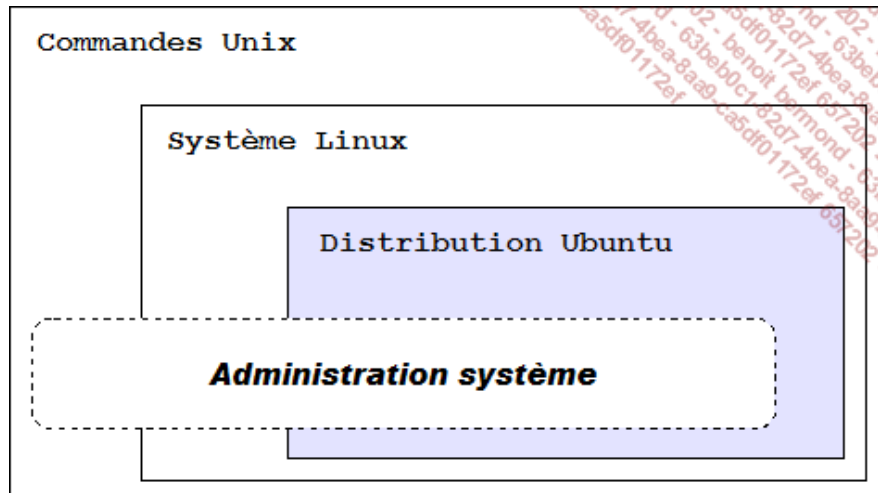 Commandes Unix
Système Linux
Distribution Ubuntu
Administration système